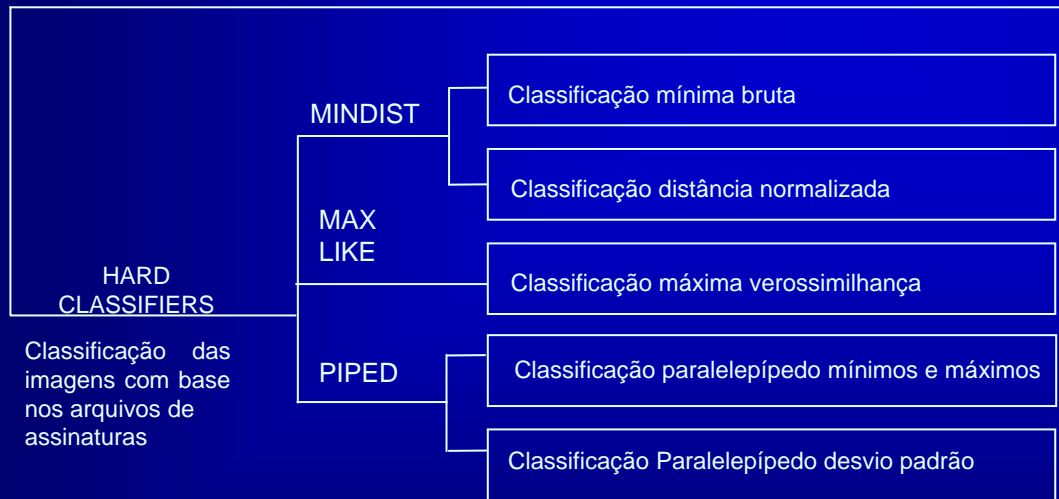 HARD
CLASSIFIERS
Classificação das
imagens com base
nos arquivos de
assinaturas
MINDIST
Classificação mínima bruta
Classificação distância normalizada
MAX
LIKE
Classificação máxima verossimilhança
PIPED
Classificação paralelepípedo mínimos e máximos
Classificação Paralelepípedo desvio padrão